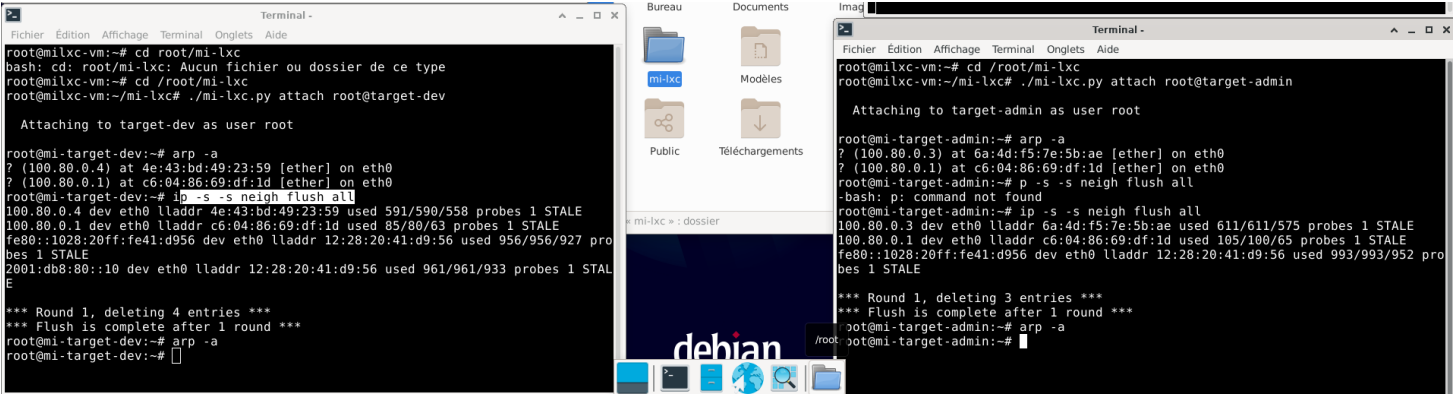 Terminal -
Fichier Édition Affichage Terminal Onglets Aide
root@milxc-vm:~# cd root/mi-lxc
bash: cd: root/mi-lxc: Aucun fichier ou dossier de ce type
root@milxc-vm:~# cd /root/mi-lxc
root@milxc-vm:~/mi-lxc# ./mi-lxc.py attach root@target-dev
Attaching to target-dev as user root
root@mi-target-dev:~# arp -a
? (100.80.0.4) at 4e:43:bd:49:23:59 [ether] on eth0
? (100.80.0.1) at c6:04:86:69:df:1d [ether] on eth0
root@mi-target-dev:~# ip -s -s neigh flush all
100.80.0.4 dev eth0 lladdr 4e:43:bd:49:23:59 used 591/590/558 probes 1 STALE
100.80.0.1 dev eth0 lladdr c6:04:86:69:df:1d used 85/80/63 probes 1 STALE
fe80::1028:20ff:fe41:d956 dev eth0 lladdr 12:28:20:41:d9:56 used 956/956/927 pro
bes 1 STALE
2001:db8:80::10 dev eth0 lladdr 12:28:20:41:d9:56 used 961/961/933 probes 1 STAL
E
*** Round 1, deleting 4 entries ***
*** Flush is complete after 1 round ***
root@mi-target-dev:~# arp -a
root@mi-target-dev:~#
Bureau
Documents
Imag
mi-lxc
Modèles
Public
Téléchargements
« mi-lxc » : dossier
debian
/root
Terminal -
Fichier Édition Affichage Terminal Onglets Aide
root@milxc-vm:~# cd /root/mi-lxc
root@milxc-vm:~/mi-lxc# ./mi-lxc.py attach root@target-admin
Attaching to target-admin as user root
root@mi-target-admin:~# arp -a
? (100.80.0.3) at 6a:4d:f5:7e:5b:ae [ether] on eth0
? (100.80.0.1) at c6:04:86:69:df:1d [ether] on eth0
root@mi-target-admin:~# p -s -s neigh flush all
-bash: p: command not found
root@mi-target-admin:~# ip -s -s neigh flush all
100.80.0.3 dev eth0 lladdr 6a:4d:f5:7e:5b:ae used 611/611/575 probes 1 STALE
100.80.0.1 dev eth0 lladdr c6:04:86:69:df:1d used 105/100/65 probes 1 STALE
fe80::1028:20ff:fe41:d956 dev eth0 lladdr 12:28:20:41:d9:56 used 993/993/952 pro
bes 1 STALE
*** Round 1, deleting 3 entries ***
*** Flush is complete after 1 round ***
root@mi-target-admin:~# arp -a
root@mi-target-admin:~#